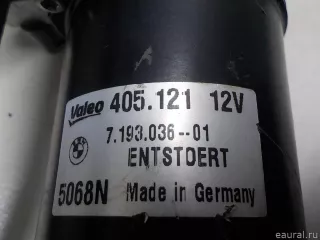 Valeo 405.121 12V
7.193.036--01
ENTSTOERT
5068N Made in Germany
eaural.ru